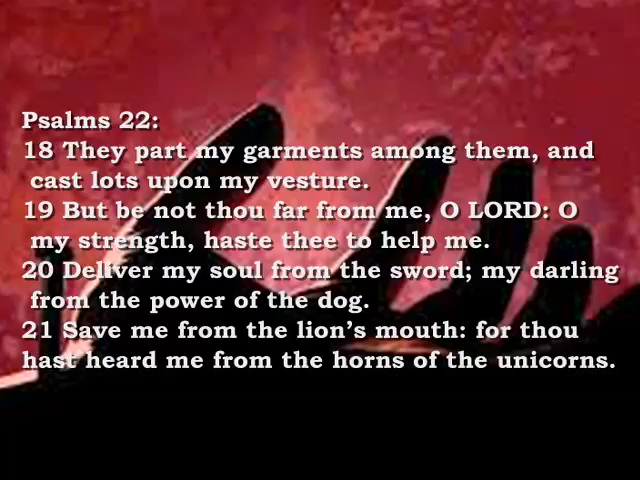 Psalms 22:
18 They part my garments among them, and
cast lots upon my vesture.
19 But be not thou far from me, O LORD: O
my strength, haste thee to help me.
20 Deliver my soul from the sword; my darling
from the power of the dog.
21 Save me from the lion's mouth: for thou
hast heard me from the horns of the unicorns.